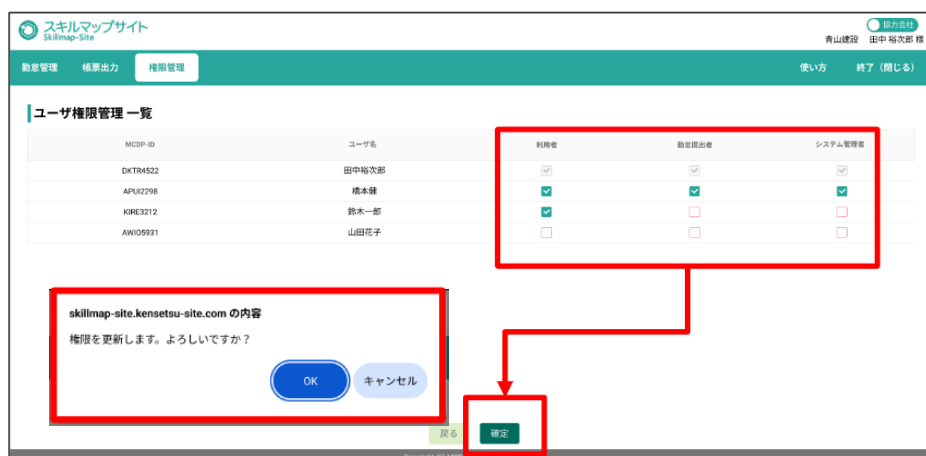 スキルマップサイト
Skillmap-Site
協力会社
青山建設 田中 裕次郎 様
勤怠管理 帳票出力 権限管理 使い方 終了（閉じる）
ユーザ権限管理 一覧
MCDP-ID ユーザ名 利用者 勤怠提出者 システム管理者
DKTR4522 田中裕次郎
APUI2298 橋本健
KIRE3212 鈴木一郎
AWIO5931 山田花子
skillmap-site.kensetsu-site.com の内容
権限を更新します。よろしいですか？
OK キャンセル
戻る 確定